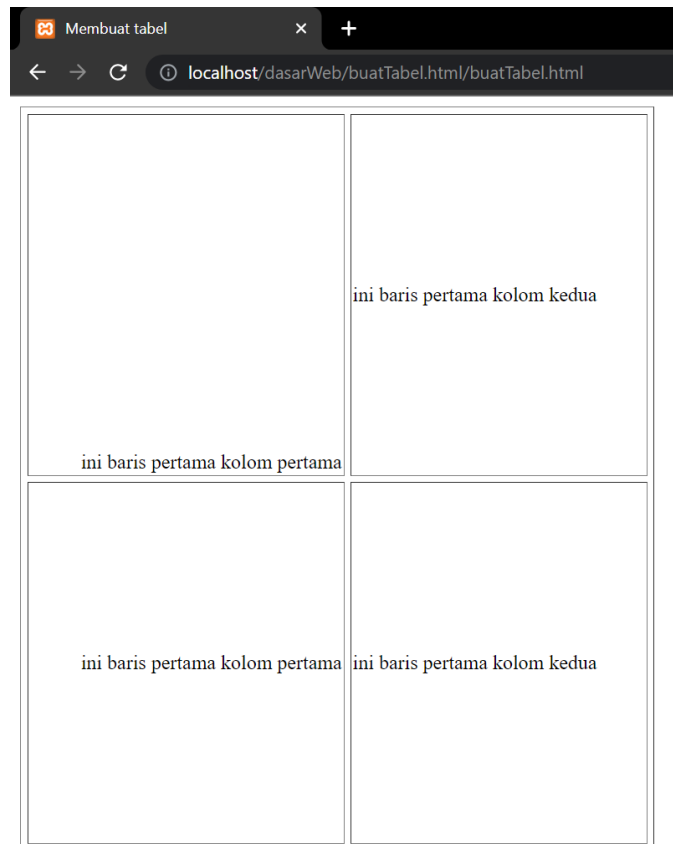 Membuat tabel
localhost/dasarWeb/buatTabel.html/buatTabel.html
ini baris pertama kolom kedua
ini baris pertama kolom pertama
ini baris pertama kolom pertama ini baris pertama kolom kedua